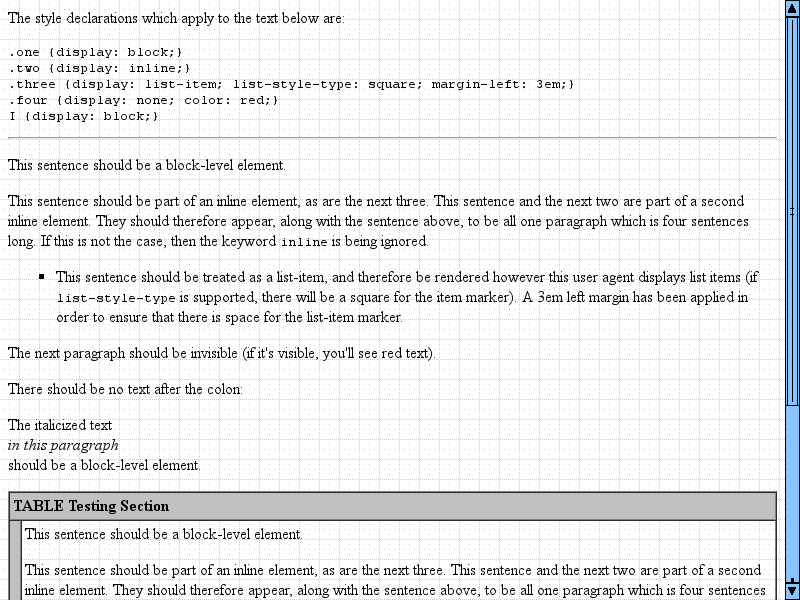 The style declarations which apply to the text below are:
.one {display: block;}
.two {display: inline;}
.three {display: list-item; list-style-type: square; margin-left: 3em;}
.four {display: none; color: red;}
I {display: block;}
This sentence should be a block-level element.
This sentence should be part of an inline element, as are the next three. This sentence and the next two are part of a second
inline element. They should therefore appear, along with the sentence above, to be all one paragraph which is four sentences
long. If this is not the case, then the keyword inline is being ignored.
This sentence should be treated as a list-item, and therefore be rendered however this user agent displays list items (if
list-style-type is supported, there will be a square for the item marker). A 3em left margin has been applied in
order to ensure that there is space for the list-item marker.
The next paragraph should be invisible (if it's visible, you'll see red text).
There should be no text after the colon:
The italicized text
in this paragraph
should be a block-level element.
TABLE Testing Section
This sentence should be a block-level element.
This sentence should be part of an inline element, as are the next three. This sentence and the next two are part of a second
inline element. They should therefore appear, along with the sentence above, to be all one paragraph which is four sentences